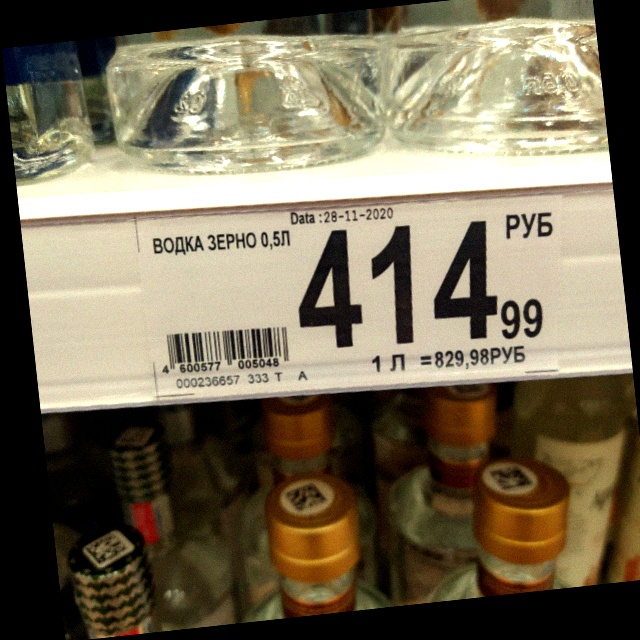 Data :28-11-2020
ВОДКА ЗЕРНО 0,5Л
414 99 РУБ
4 600577 005048
1 Л =829,98РУБ
000236657 333 Т А